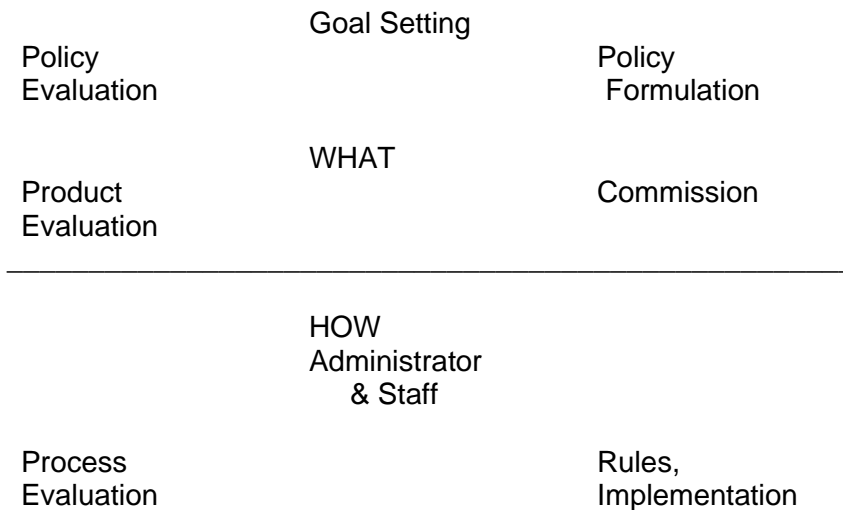 Goal Setting
Policy Policy
Evaluation Formulation
WHAT
Product Commission
Evaluation
HOW
Administrator
& Staff
Process Rules,
Evaluation Implementation